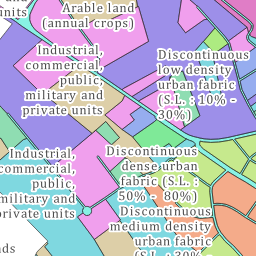 nits
Arable land
(annual crops)
Industrial,
commercial,
public,
military and
private units
Discontinuous
low density
urban fabric
(S.L. : 10% -
30%)
Industrial,
commercial,
public,
military and
private units
Discontinuous
dense urban
fabric (S.L. :
50% - 80%)
Discontinuous
medium density
urban fabric
(S.L. : 30% -
nds